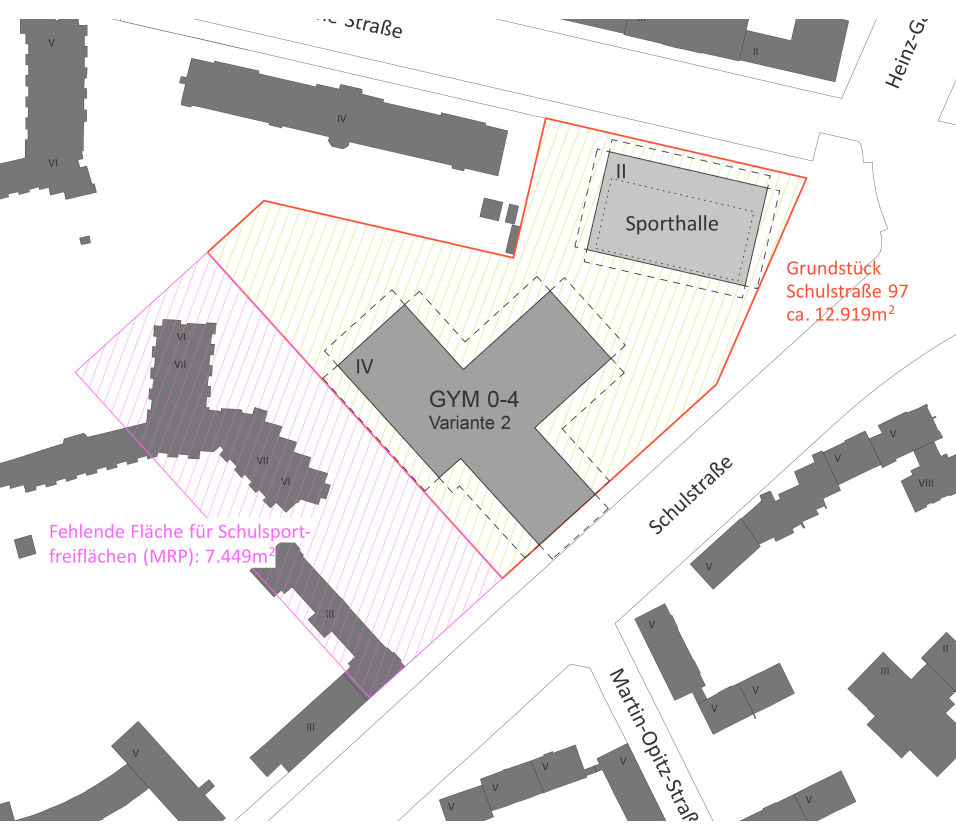 Straße
V
III
II
IV
VI
II
Sporthalle
Grundstück
Schulstraße 97
ca. 12.919m²
VI
VII
IV
GYM 0-4
Variante 2
V
V
VII
VI
VIII
Schulstraße
Fehlende Fläche für Schulsport-
freiflächen (MRP): 7.449m²
V
III
V
II
III
V
V
Martin-Opitz-Straß
III
V
V
V
V
V
V